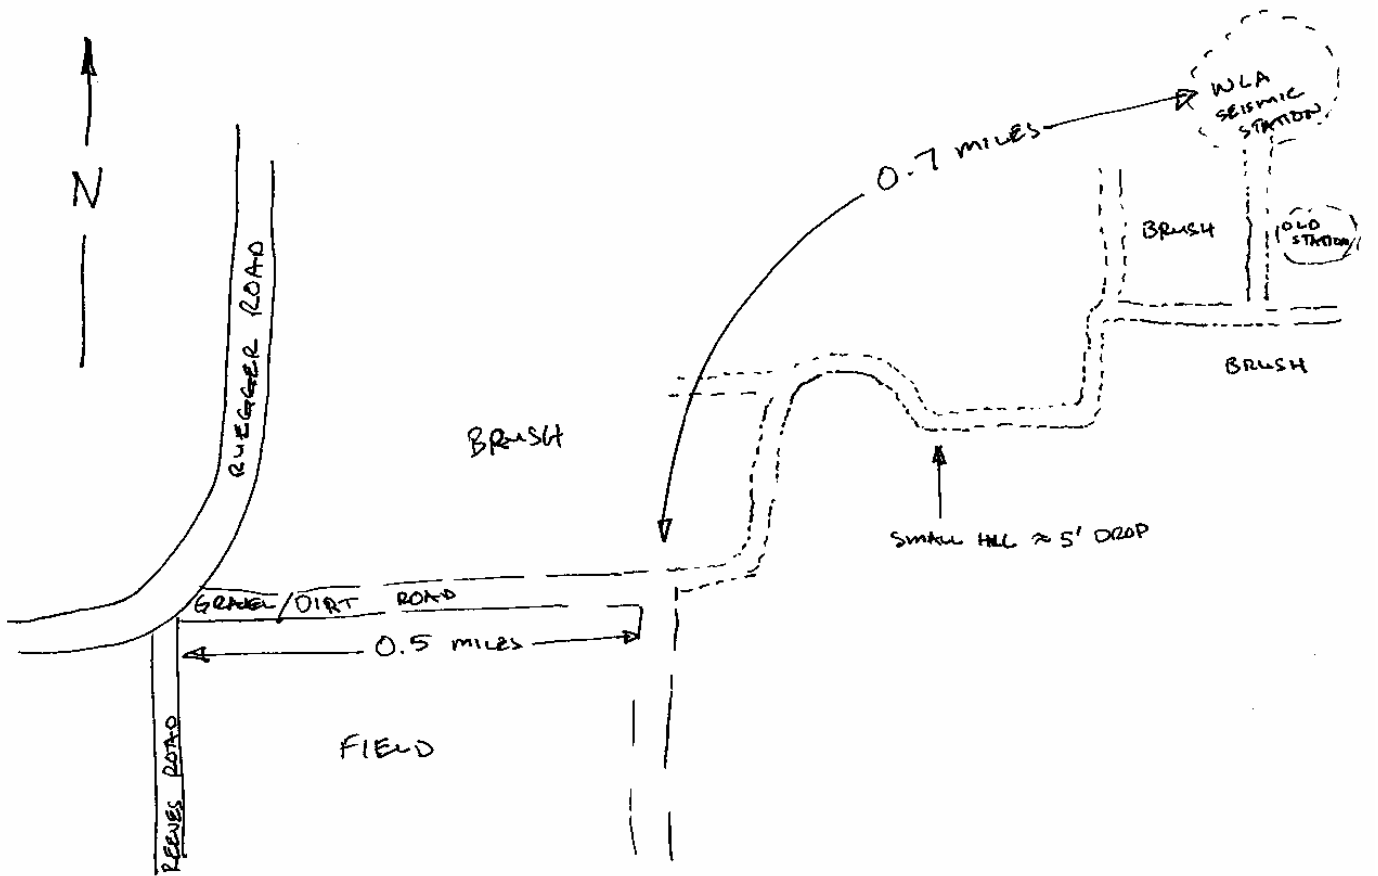 WLA
SEISMIC
STATION
0.7 MILES
N
BRUSH
OLD
STATION
RUEGGER ROAD
BRUSH
BRUSH
SMALL HILL ≈ 5' DROP
GRAVEL/DIRT ROAD
0.5 MILES
FIELD
REEVES ROAD